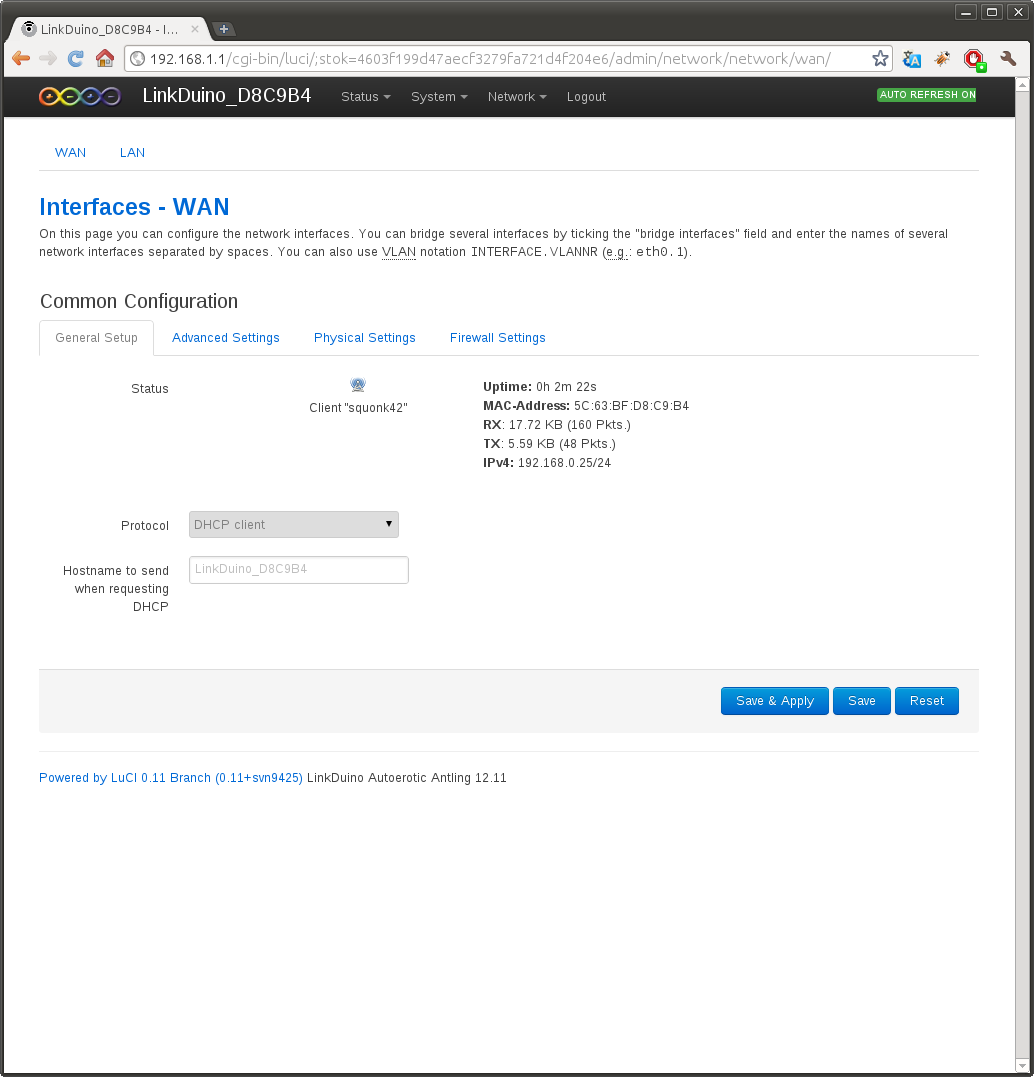 LinkDuino_D8C9B4 - I...
192.168.1.1/cgi-bin/luci/;stok=4603f199d47aecf3279fa721d4f204e6/admin/network/network/wan/
LinkDuino_D8C9B4 Status System Network Logout AUTO REFRESH ON
WAN LAN
Interfaces - WAN
On this page you can configure the network interfaces. You can bridge several interfaces by ticking the "bridge interfaces" field and enter the names of several
network interfaces separated by spaces. You can also use VLAN notation INTERFACE.VLANNR (e.g.: eth0.1).
Common Configuration
General Setup Advanced Settings Physical Settings Firewall Settings
Status
Client "squonk42"
Uptime: 0h 2m 22s
MAC-Address: 5C:63:BF:D8:C9:B4
RX: 17.72 KB (160 Pkts.)
TX: 5.59 KB (48 Pkts.)
IPv4: 192.168.0.25/24
Protocol DHCP client
Hostname to send
when requesting
DHCP
LinkDuino_D8C9B4
Save & Apply Save Reset
Powered by LuCI 0.11 Branch (0.11+svn9425) LinkDuino Autoerotic Antling 12.11